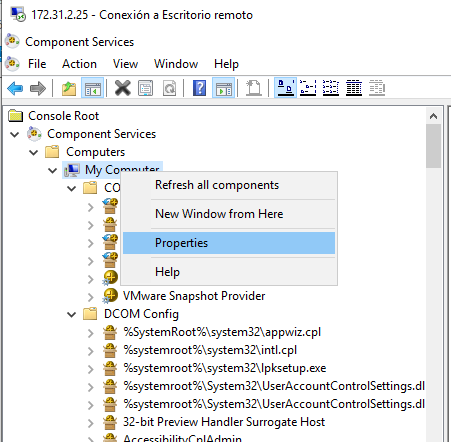 172.31.2.25 - Conexión a Escritorio remoto
Component Services
File Action View Window Help
Console Root
Component Services
Computers
My Computer
Refresh all components
CO
New Window from Here
Properties
Help
VMware Snapshot Provider
DCOM Config
%SystemRoot%\system32\appwiz.cpl
%systemroot%\system32\intl.cpl
%systemroot%\system32\lpksetup.exe
%systemroot%\System32\UserAccountControlSettings.dl
%systemroot%\System32\UserAccountControlSettings.dl
32-bit Preview Handler Surrogate Host
AccessibilityCplAdmin